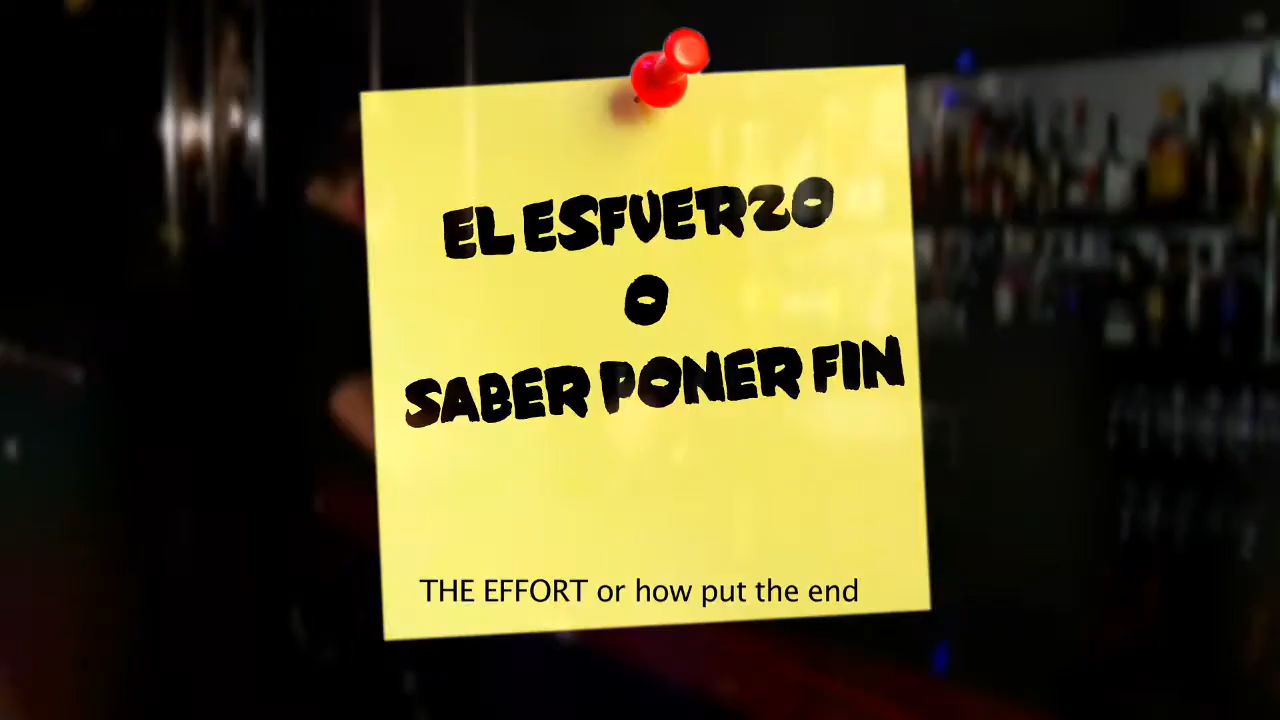 EL ESFUERZO
O
SABER PONER FIN
THE EFFORT or how put the end